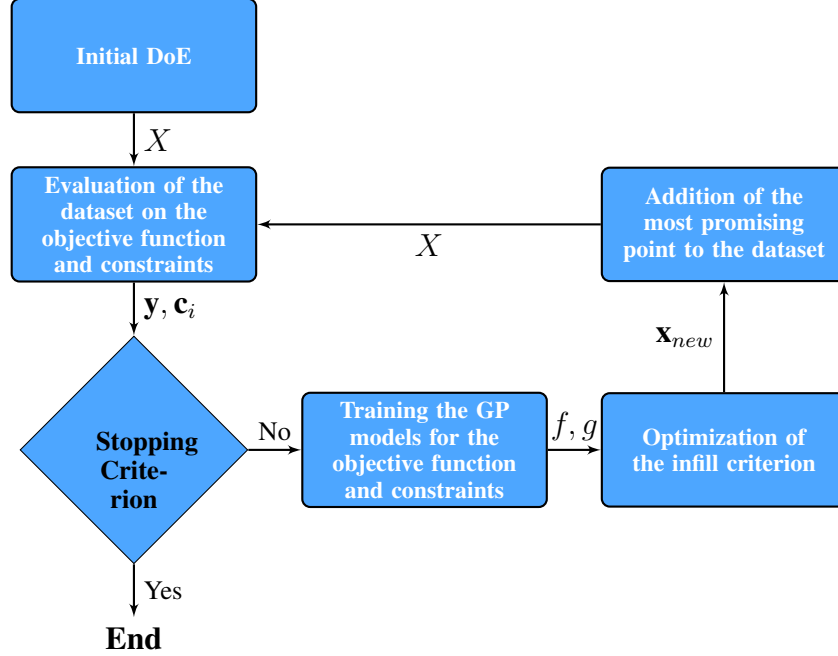 Initial DoE
X
Evaluation of the
dataset on the
objective function
and constraints
Addition of the
most promising
point to the dataset
X
y, c_i
x_new
Stopping
Crite-
rion
No
Training the GP
models for the
objective function
and constraints
f, g
Optimization of
the infill criterion
Yes
End